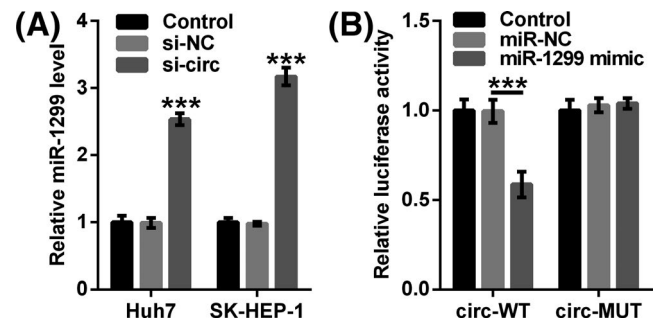 (A)
Control
si-NC
si-circ
Relative miR-1299 level
4
3
2
1
0
***
***
Huh7
SK-HEP-1
(B)
Control
miR-NC
miR-1299 mimic
Relative luciferase activity
1.5
1.0
0.5
0.0
***
circ-WT
circ-MUT